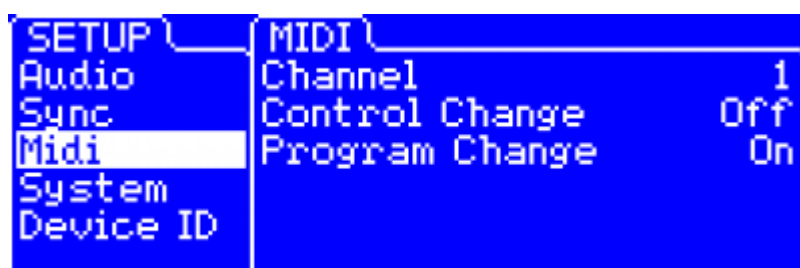 SETUP
Audio
Sync
Midi
System
Device ID
MIDI
Channel 1
Control Change Off
Program Change On